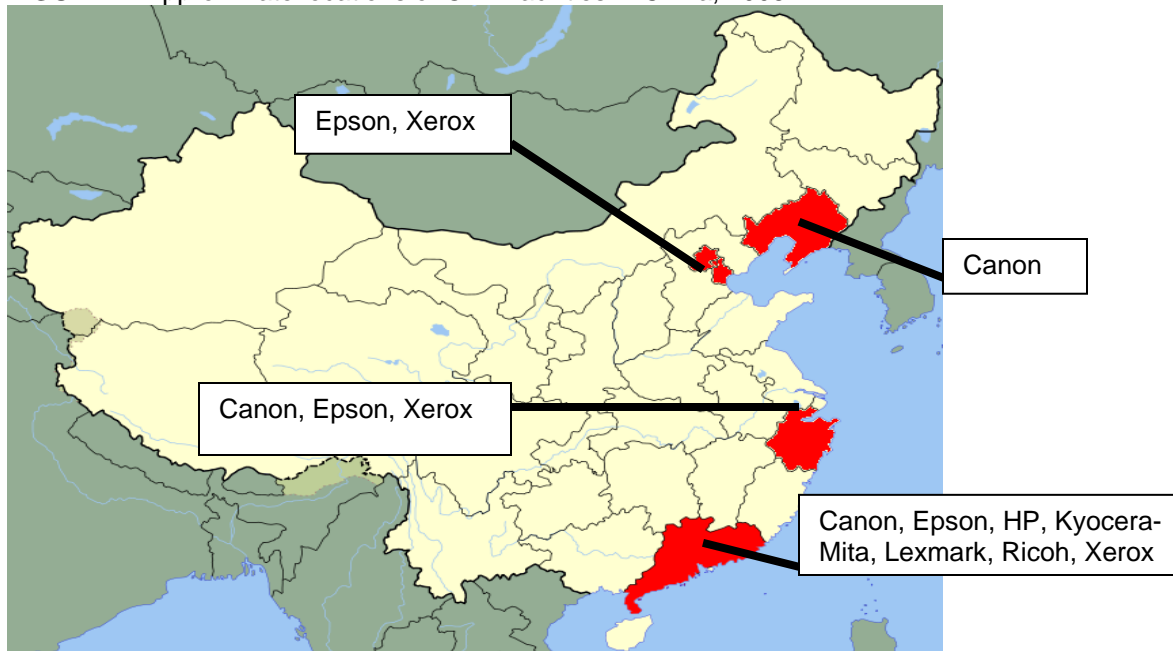 Epson, Xerox
Canon
Canon, Epson, Xerox
Canon, Epson, HP, Kyocera-
Mita, Lexmark, Ricoh, Xerox